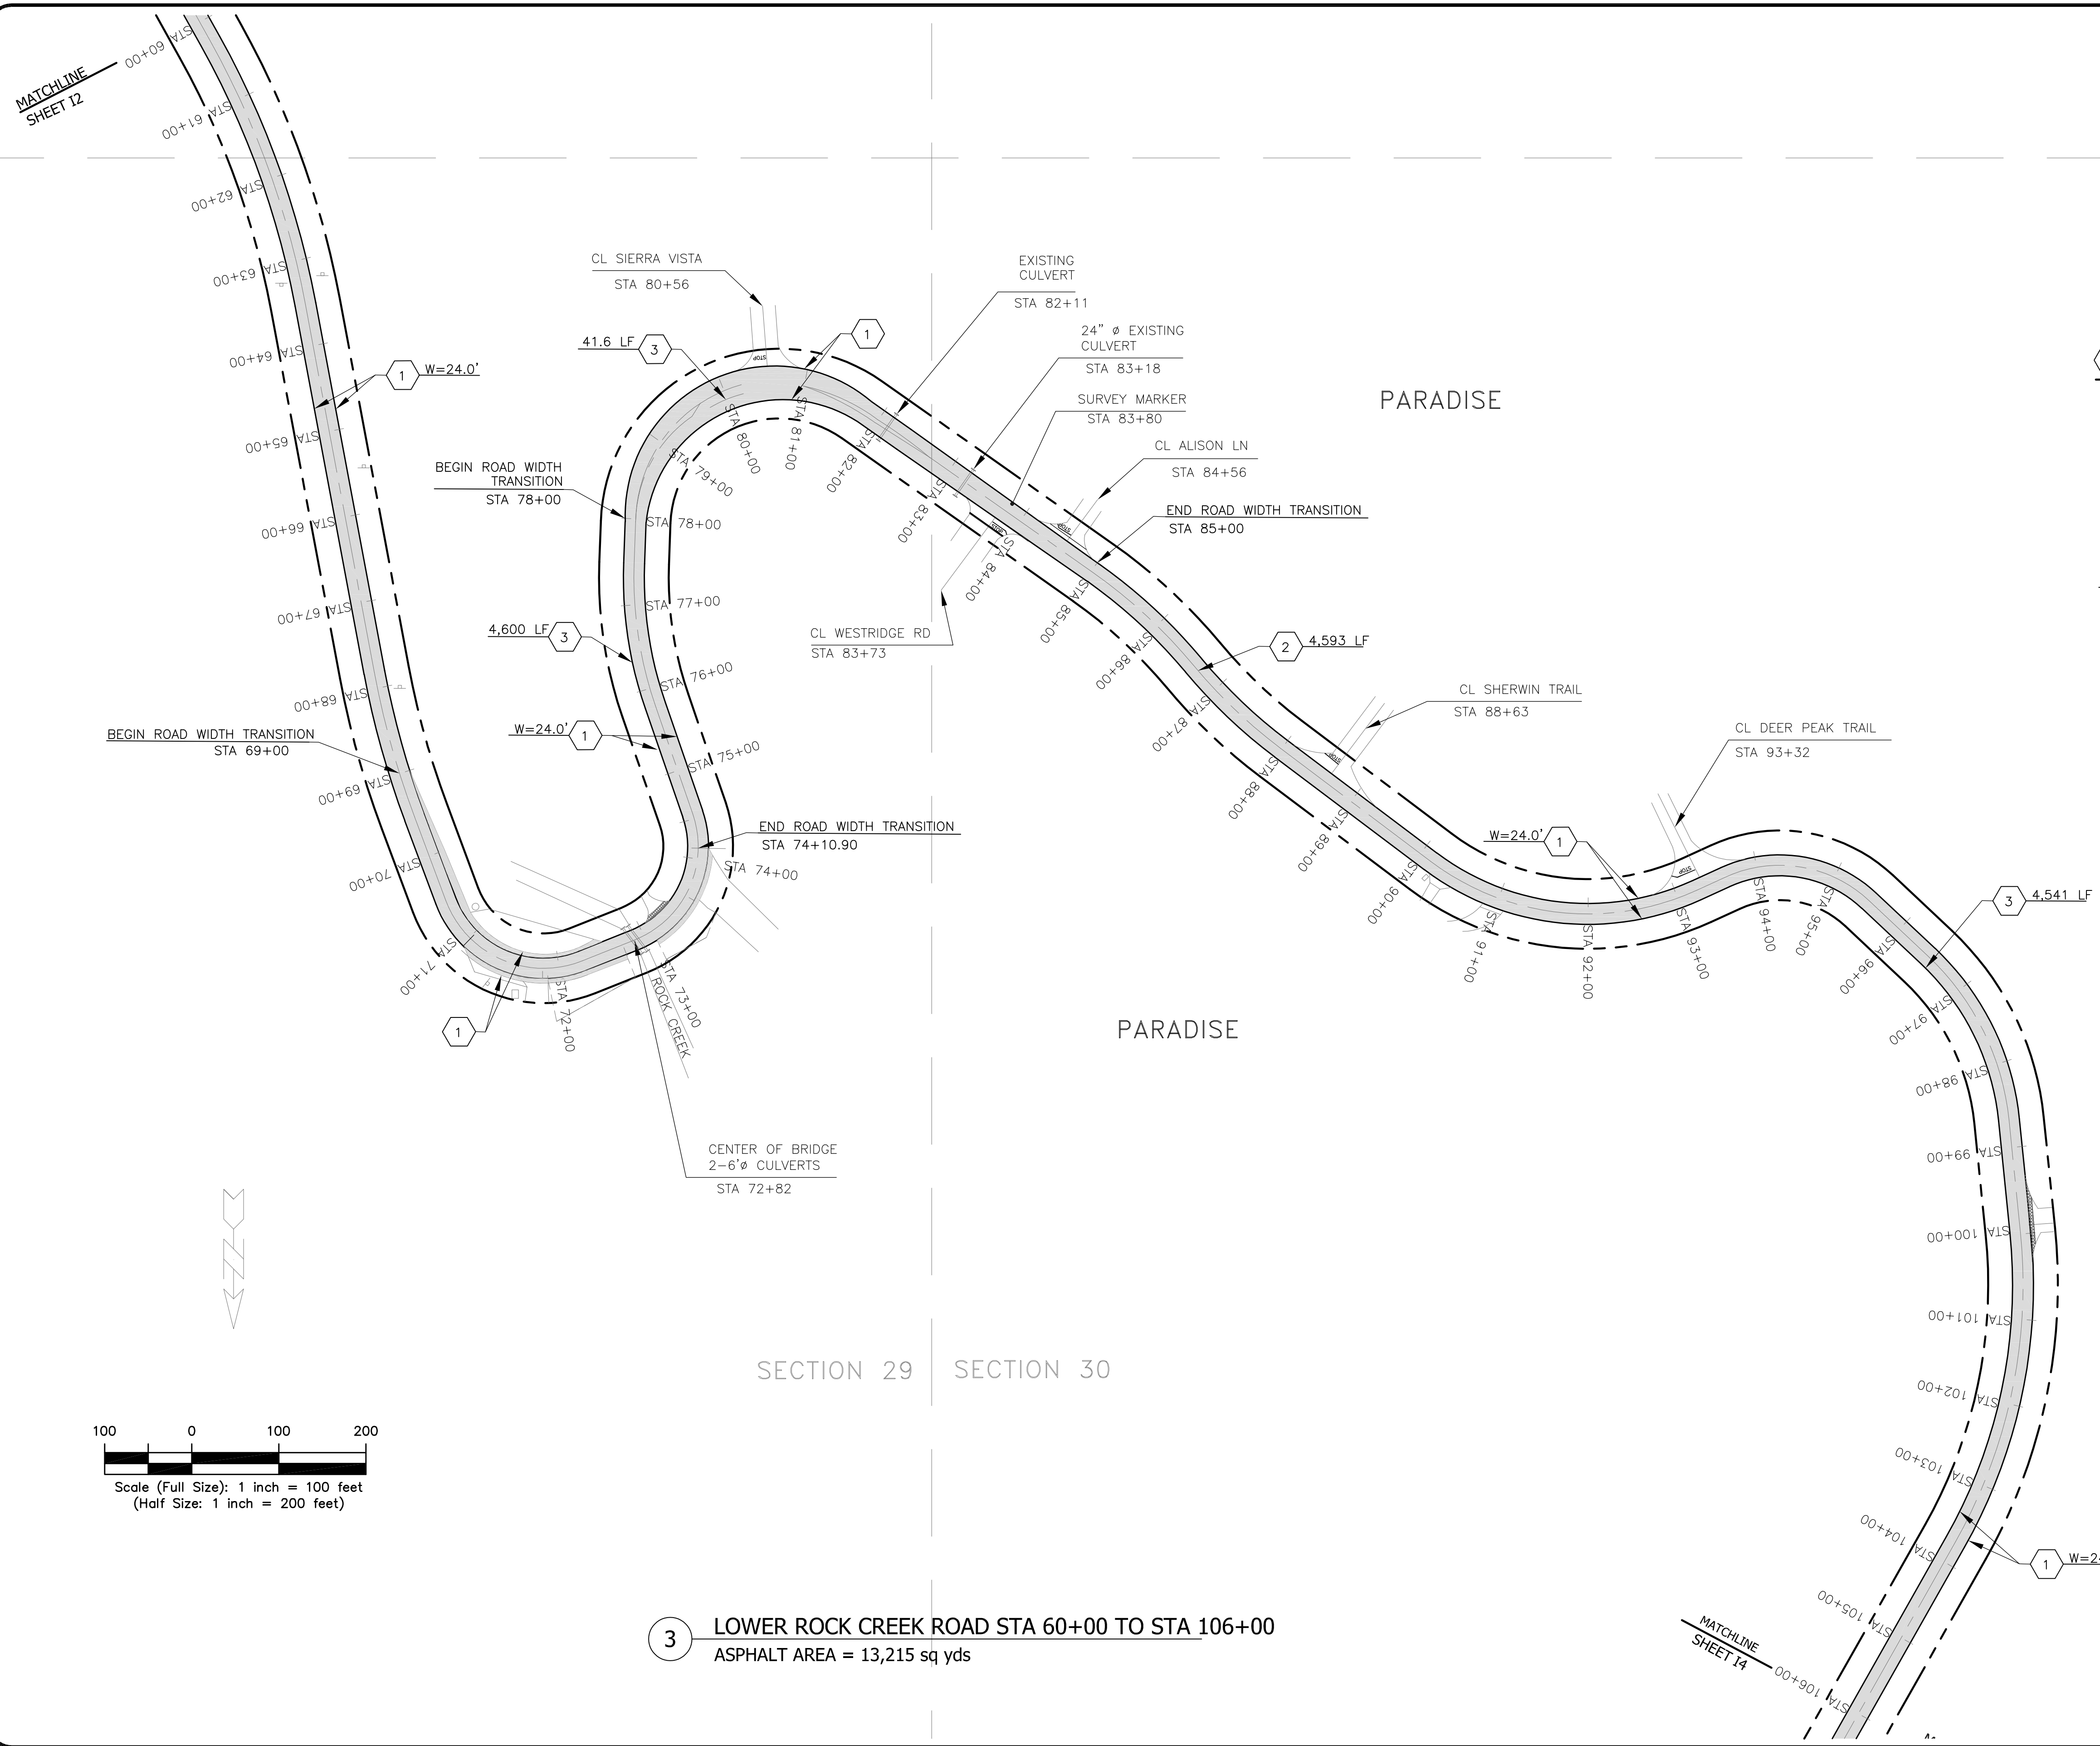 MATCHLINE
SHEET I2
STA 60+00
STA 61+00
STA 62+00
STA 63+00
STA 64+00
STA 65+00
STA 66+00
STA 67+00
STA 68+00
STA 69+00
STA 70+00
STA 71+00
STA 72+00
STA 73+00
STA 74+00
STA 75+00
STA 76+00
STA 77+00
STA 78+00
STA 79+00
STA 80+00
STA 81+00
STA 82+00
STA 83+00
STA 84+00
STA 85+00
STA 86+00
STA 87+00
STA 88+00
STA 89+00
STA 90+00
STA 91+00
STA 92+00
STA 93+00
STA 94+00
STA 95+00
STA 96+00
STA 97+00
STA 98+00
STA 99+00
STA 100+00
STA 101+00
STA 102+00
STA 103+00
STA 104+00
STA 105+00
STA 106+00
CL SIERRA VISTA
STA 80+56
EXISTING
CULVERT
STA 82+11
24" ø EXISTING
CULVERT
STA 83+18
SURVEY MARKER
STA 83+80
CL ALISON LN
STA 84+56
END ROAD WIDTH TRANSITION
STA 85+00
41.6 LF 3
1
1 W=24.0'
STOP
STOP
STOP
STOP
STOP
PARADISE
BEGIN ROAD WIDTH
TRANSITION
STA 78+00
4,600 LF 3
CL WESTRIDGE RD
STA 83+73
2 4,593 LF
CL SHERWIN TRAIL
STA 88+63
CL DEER PEAK TRAIL
STA 93+32
BEGIN ROAD WIDTH TRANSITION
STA 69+00
W=24.0' 1
END ROAD WIDTH TRANSITION
STA 74+10.90
W=24.0' 1
3 4,541 LF
1
ROCK CREEK
PARADISE
CENTER OF BRIDGE
2-6'ø CULVERTS
STA 72+82
N
SECTION 29
SECTION 30
100 0 100 200
Scale (Full Size): 1 inch = 100 feet
(Half Size: 1 inch = 200 feet)
1 W=2
3
LOWER ROCK CREEK ROAD STA 60+00 TO STA 106+00
ASPHALT AREA = 13,215 sq yds
MATCHLINE
SHEET I4